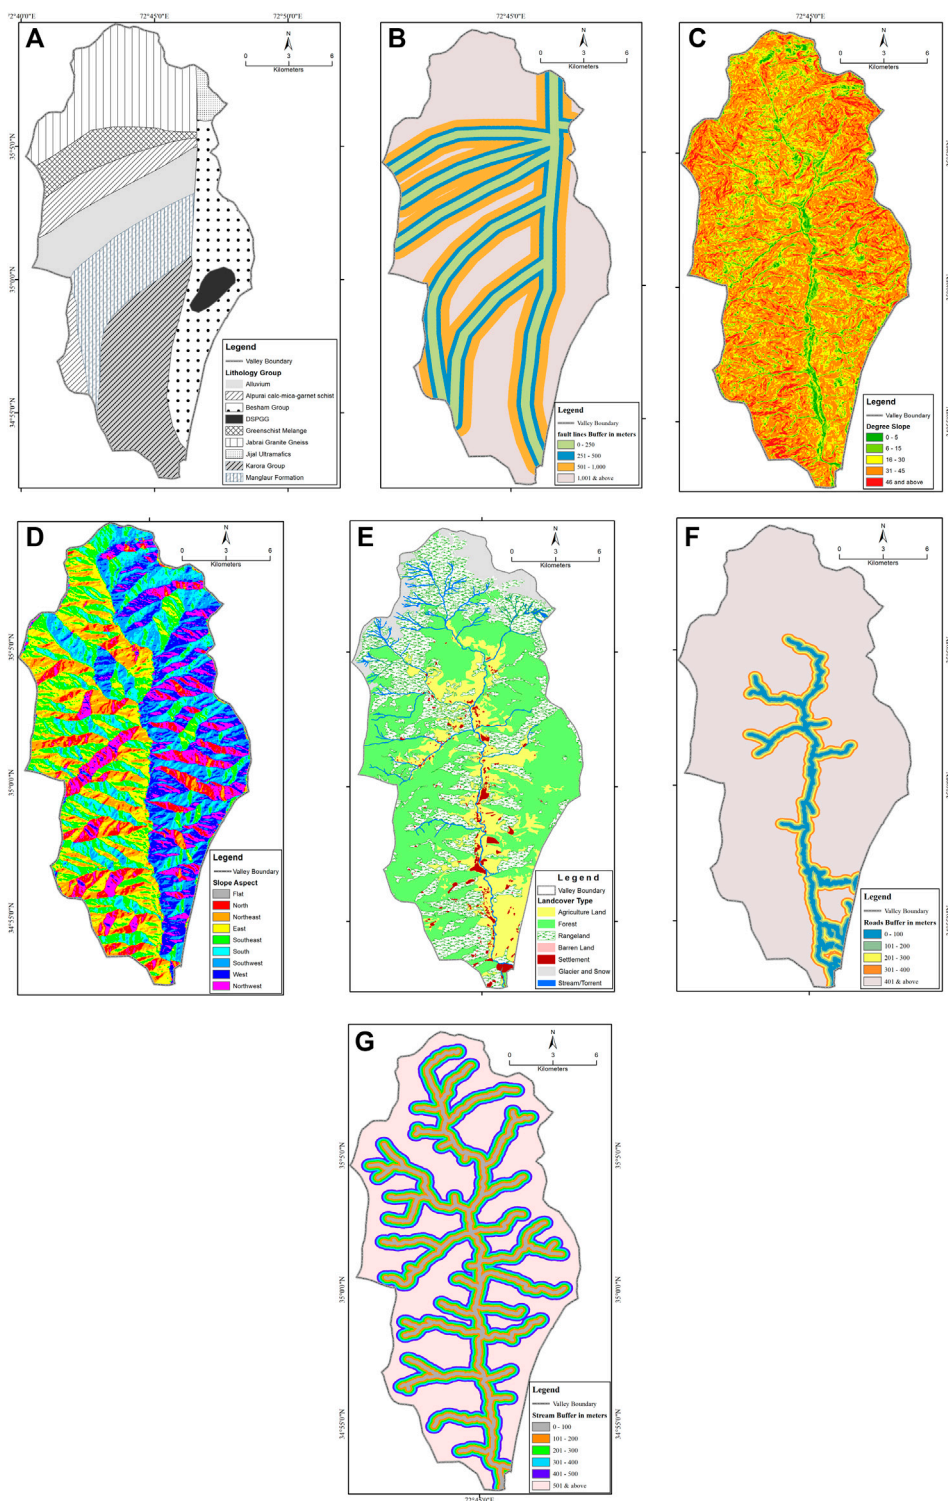 72°40'0"E 72°45'0"E 72°50'0"E
A
N
0 3 6
Kilometers
35°5'0"N
35°0'0"N
34°55'0"N
Legend
Valley Boundary
Lithology Group
Alluvium
Alpurai calc-mica-garnet schist
Besham Group
DSPGG
Greenschist Melange
Jabrai Granite Gneiss
Jijal Ultramafics
Karora Group
Manglaur Formation
72°45'0"E
B
N
0 3 6
Kilometers
Legend
Valley Boundary
fault lines Buffer in meters
0 - 250
251 - 500
501 - 1,000
1,001 & above
72°45'0"E
C
N
0 3 6
Kilometers
Legend
Valley Boundary
Degree Slope
0 - 5
6 - 15
16 - 30
31 - 45
46 and above
D
N
0 3 6
Kilometers
35°5'0"N
35°0'0"N
34°55'0"N
Legend
Valley Boundary
Slope Aspect
Flat
North
Northeast
East
Southeast
South
Southwest
West
Northwest
E
N
0 3 6
Kilometers
Legend
Valley Boundary
Landcover Type
Agriculture Land
Forest
Rangeland
Barren Land
Settlement
Glacier and Snow
Stream/Torrent
F
N
0 3 6
Kilometers
Legend
Valley Boundary
Roads Buffer in meters
0 - 100
101 - 200
201 - 300
301 - 400
401 & above
G
N
0 3 6
Kilometers
35°5'0"N 35°5'0"N
35°0'0"N 35°0'0"N
34°55'0"N 34°55'0"N
Legend
Valley Boundary
Stream Buffer in meters
0 - 100
101 - 200
201 - 300
301 - 400
401 - 500
501 & above
72°45'0"E